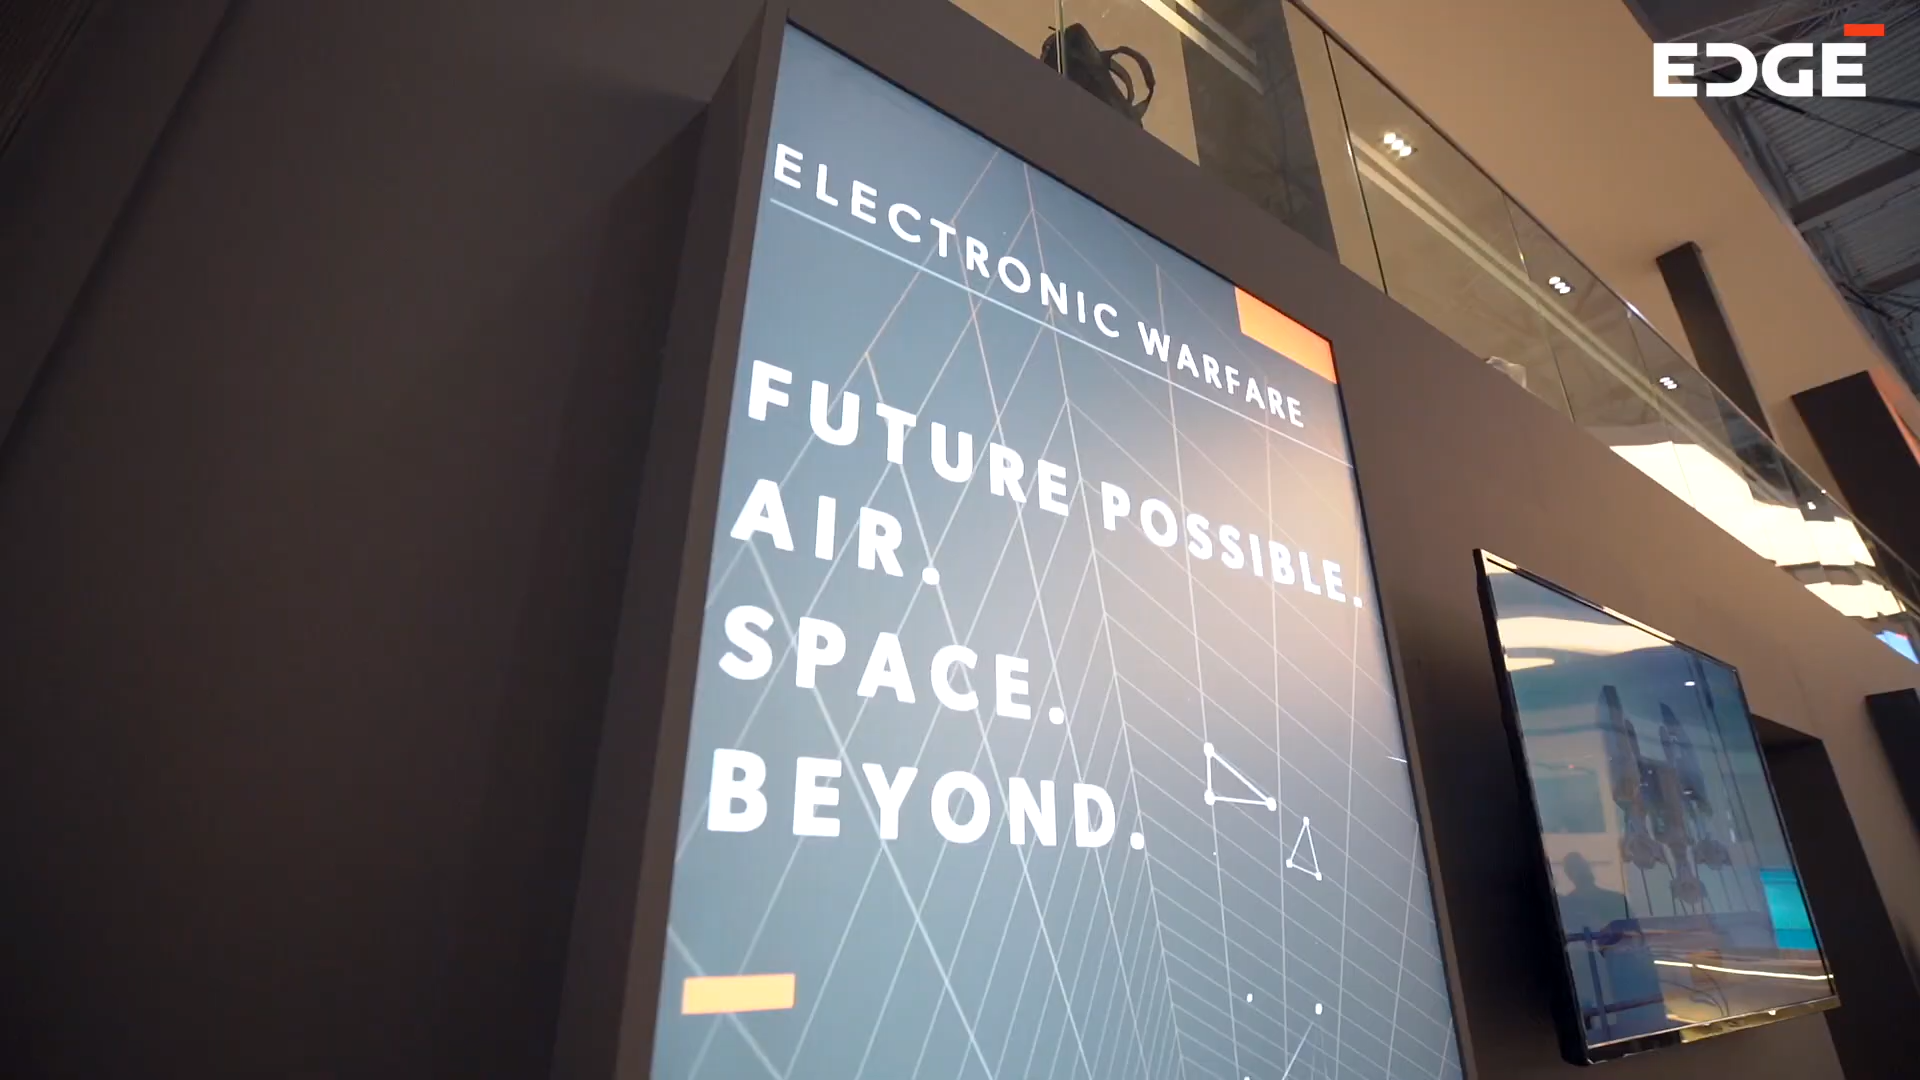 EDGE
ELECTRONIC WARFARE
FUTURE POSSIBLE.
AIR.
SPACE.
BEYOND.